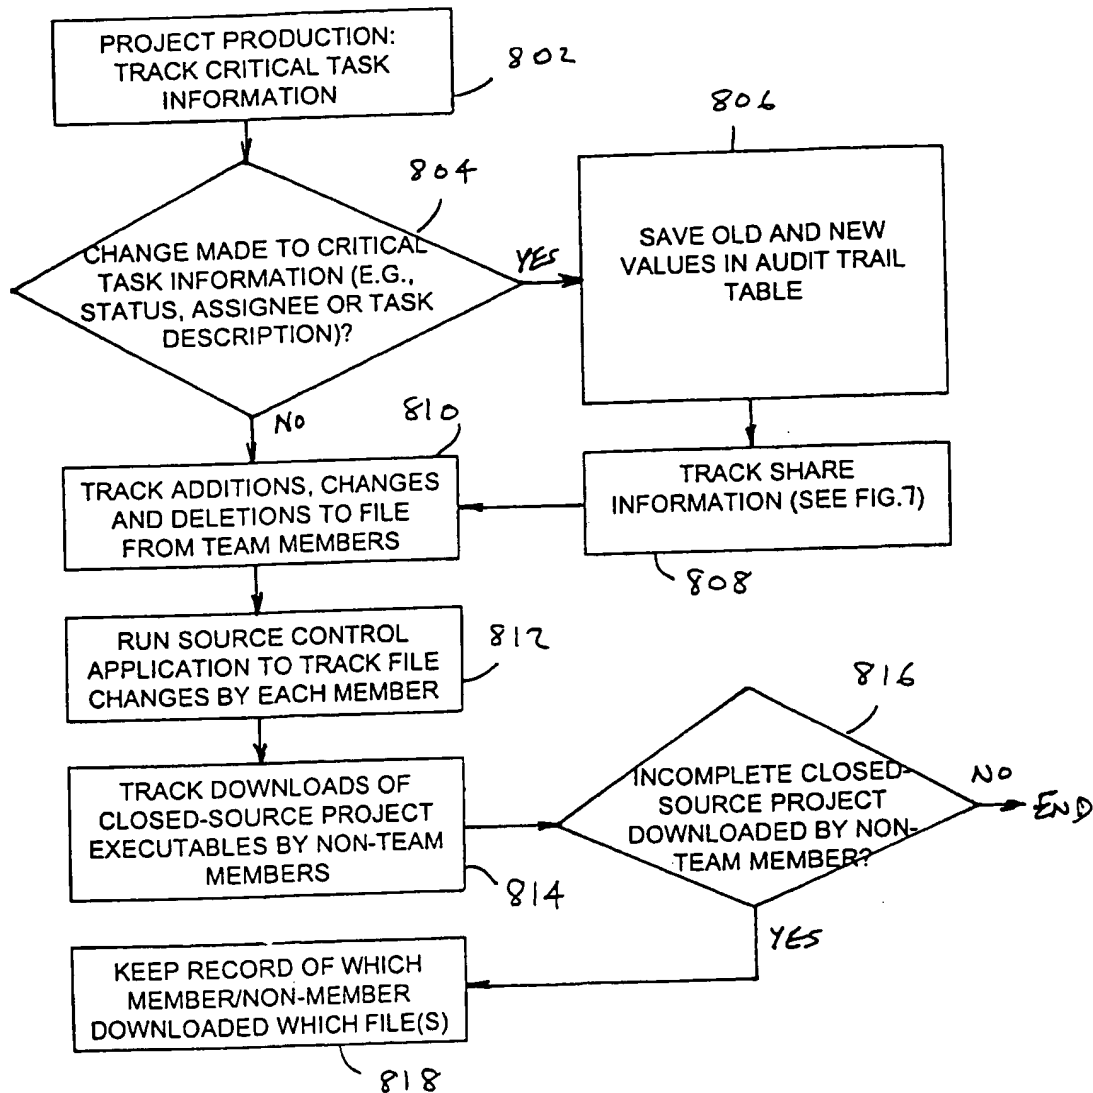 PROJECT PRODUCTION:
TRACK CRITICAL TASK
INFORMATION
802
804
CHANGE MADE TO CRITICAL
TASK INFORMATION (E.G.,
STATUS, ASSIGNEE OR TASK
DESCRIPTION)?
YES
806
SAVE OLD AND NEW
VALUES IN AUDIT TRAIL
TABLE
NO
TRACK SHARE
INFORMATION (SEE FIG.7)
808
810
TRACK ADDITIONS, CHANGES
AND DELETIONS TO FILE
FROM TEAM MEMBERS
RUN SOURCE CONTROL
APPLICATION TO TRACK FILE
CHANGES BY EACH MEMBER
812
TRACK DOWNLOADS OF
CLOSED-SOURCE PROJECT
EXECUTABLES BY NON-TEAM
MEMBERS
814
816
INCOMPLETE CLOSED-
SOURCE PROJECT
DOWNLOADED BY NON-
TEAM MEMBER?
NO
END
YES
KEEP RECORD OF WHICH
MEMBER/NON-MEMBER
DOWNLOADED WHICH FILE(S)
818